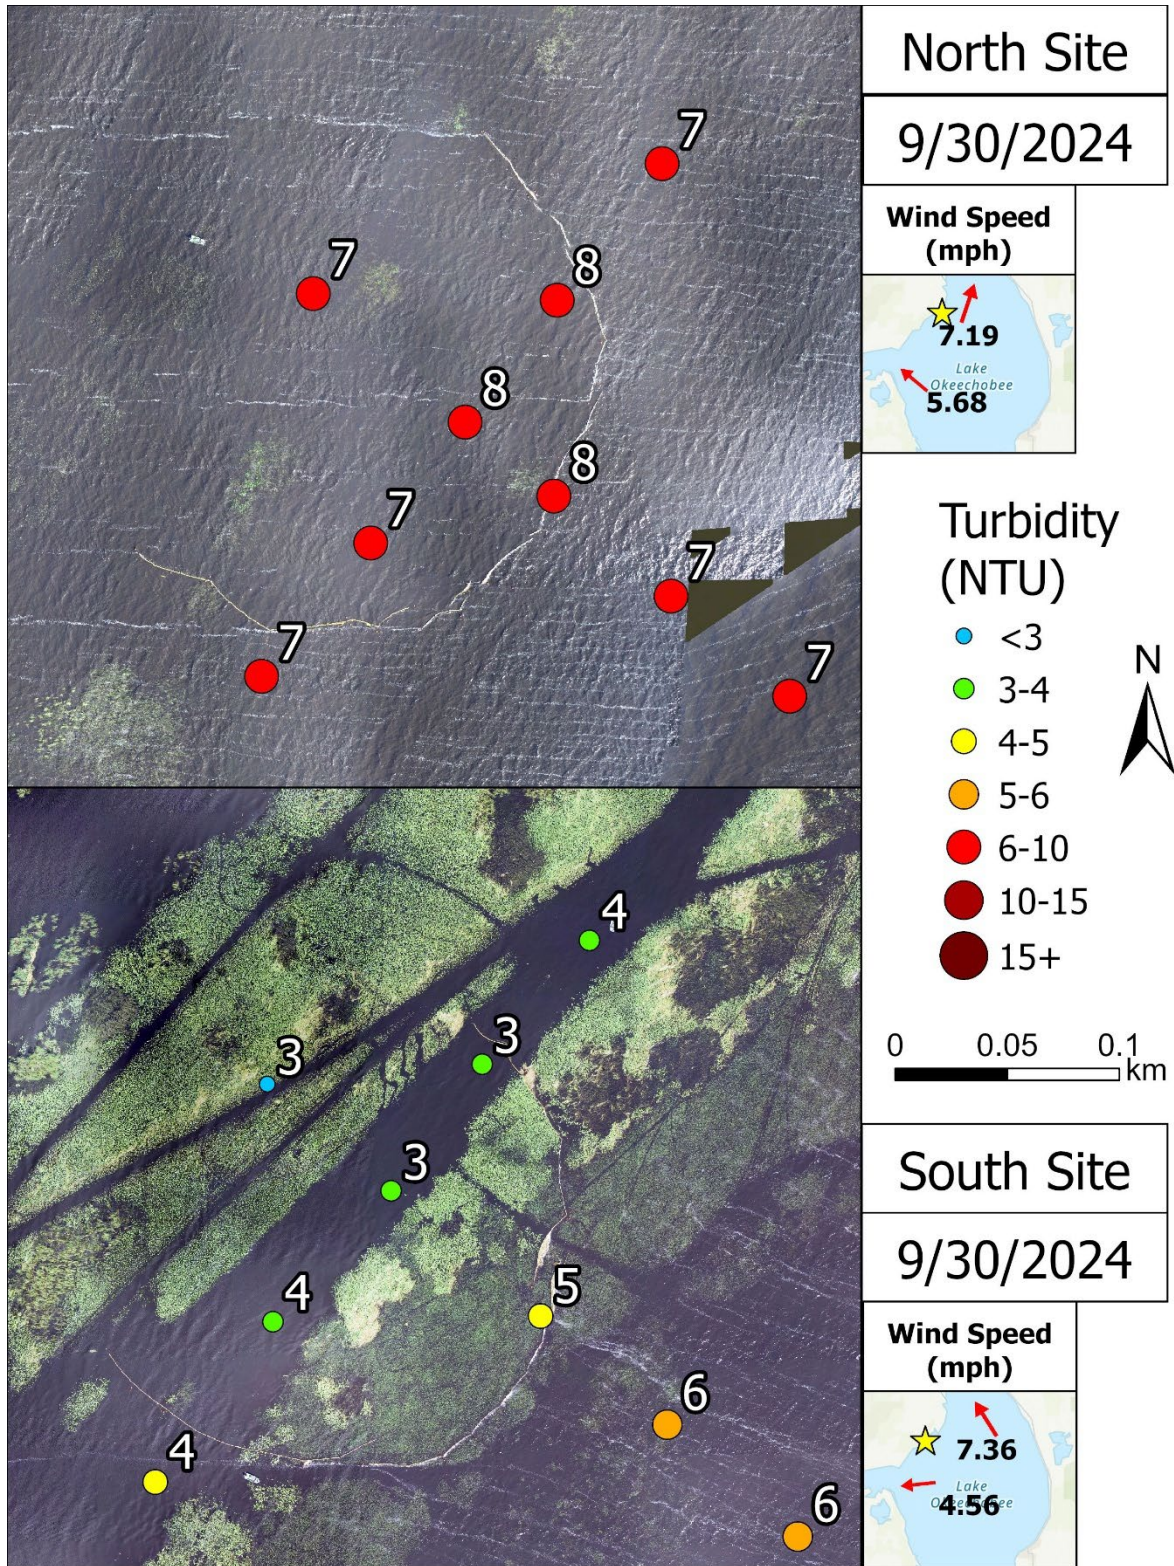 North Site
9/30/2024
Wind Speed
(mph)
7.19
Lake
Okeechobee
5.68
7
7
8
8
8
7
7
7
7
Turbidity
(NTU)
<3
3-4
4-5
5-6
6-10
10-15
15+
N
0 0.05 0.1
km
4
3
3
3
4
5
6
4
6
South Site
9/30/2024
Wind Speed
(mph)
7.36
Lake
Okeechobee
4.56